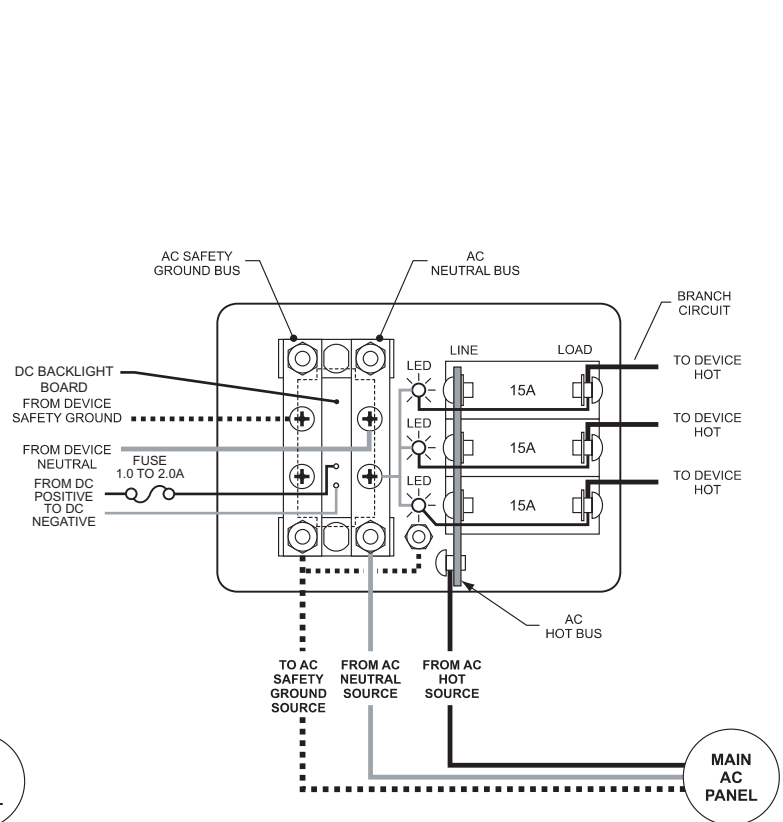 AC SAFETY
GROUND BUS
AC
NEUTRAL BUS
BRANCH
CIRCUIT
LINE
LOAD
LED
15A
TO DEVICE
HOT
LED
15A
TO DEVICE
HOT
LED
15A
TO DEVICE
HOT
DC BACKLIGHT
BOARD
FROM DEVICE
SAFETY GROUND
FROM DEVICE
NEUTRAL
FUSE
1.0 TO 2.0A
FROM DC
POSITIVE
TO DC
NEGATIVE
AC
HOT BUS
TO AC
SAFETY
GROUND
SOURCE
FROM AC
NEUTRAL
SOURCE
FROM AC
HOT
SOURCE
MAIN
AC
PANEL